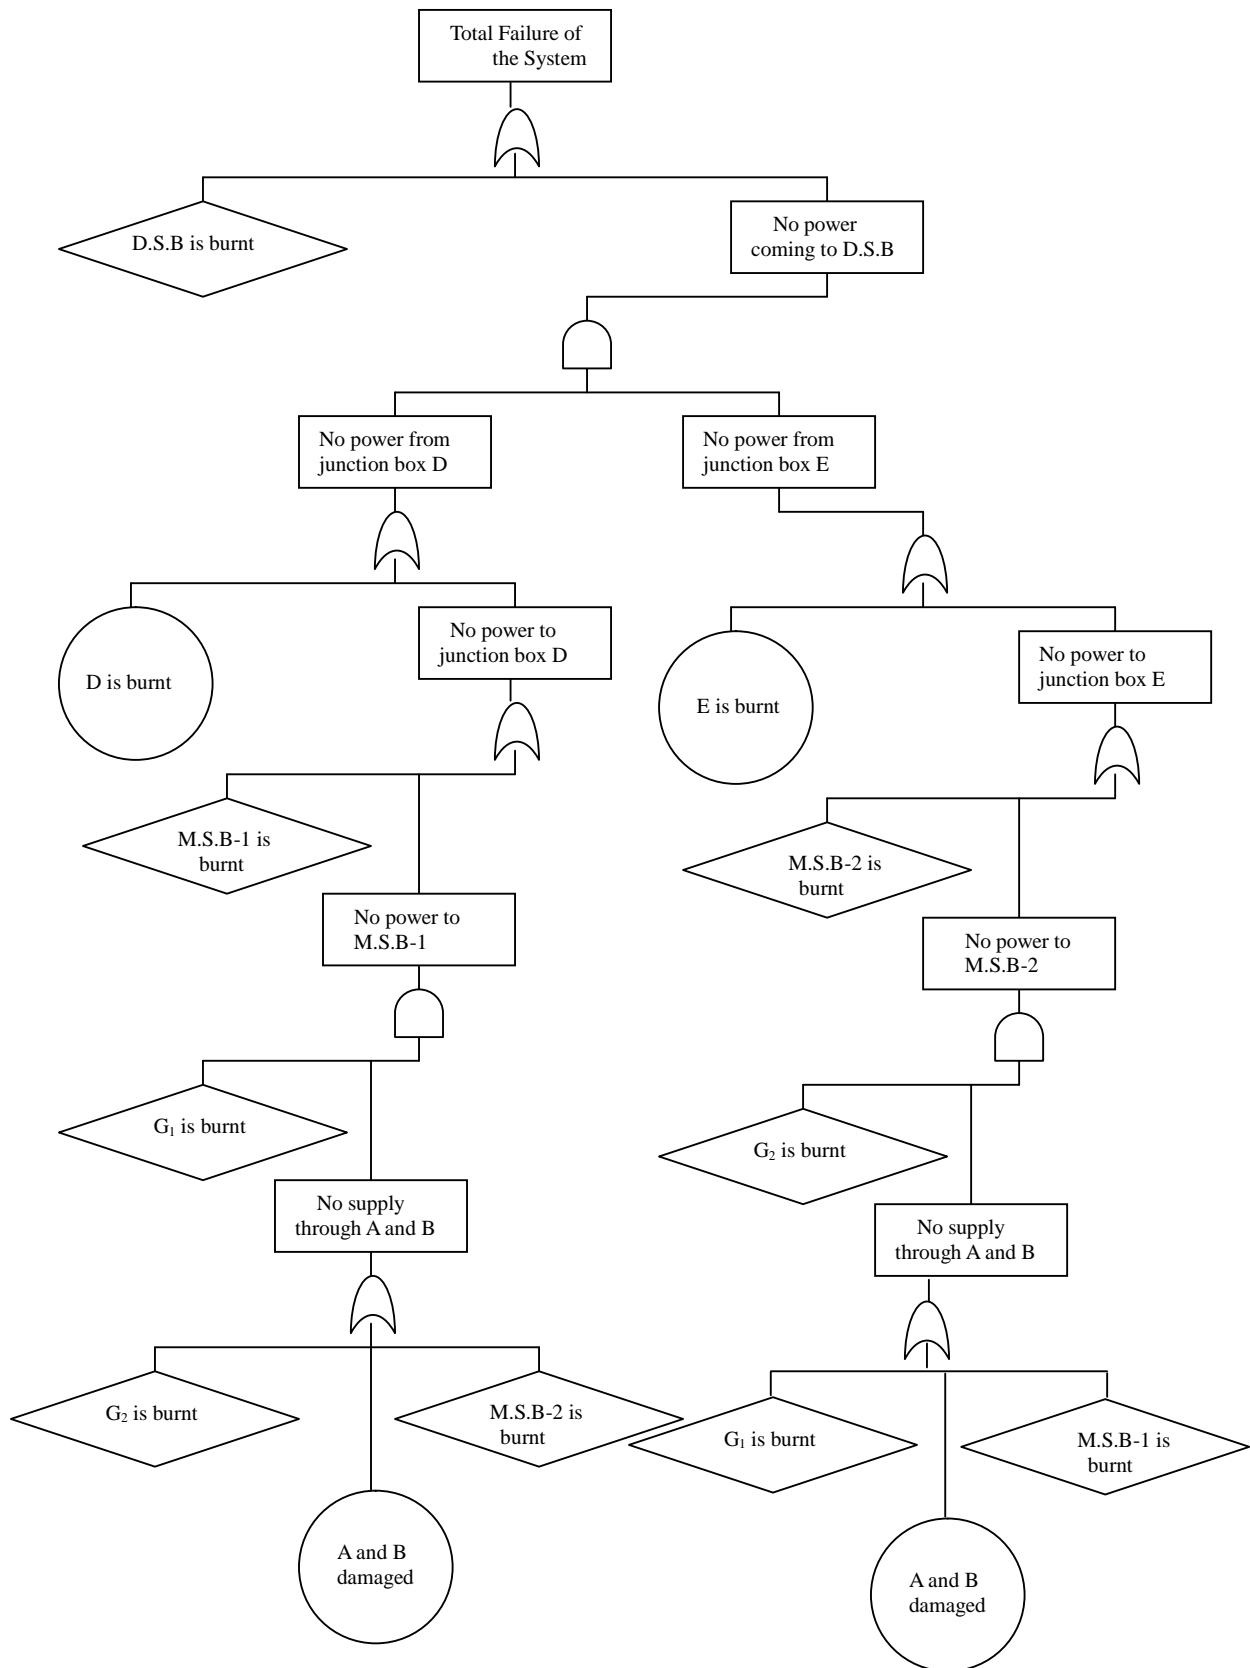 Total Failure of
the System
D.S.B is burnt
No power
coming to D.S.B
No power from
junction box D
No power from
junction box E
D is burnt
No power to
junction box D
E is burnt
No power to
junction box E
M.S.B-1 is
burnt
M.S.B-2 is
burnt
No power to
M.S.B-1
No power to
M.S.B-2
G₁ is burnt
G₂ is burnt
No supply
through A and B
No supply
through A and B
G₂ is burnt
M.S.B-2 is
burnt
G₁ is burnt
M.S.B-1 is
burnt
A and B
damaged
A and B
damaged